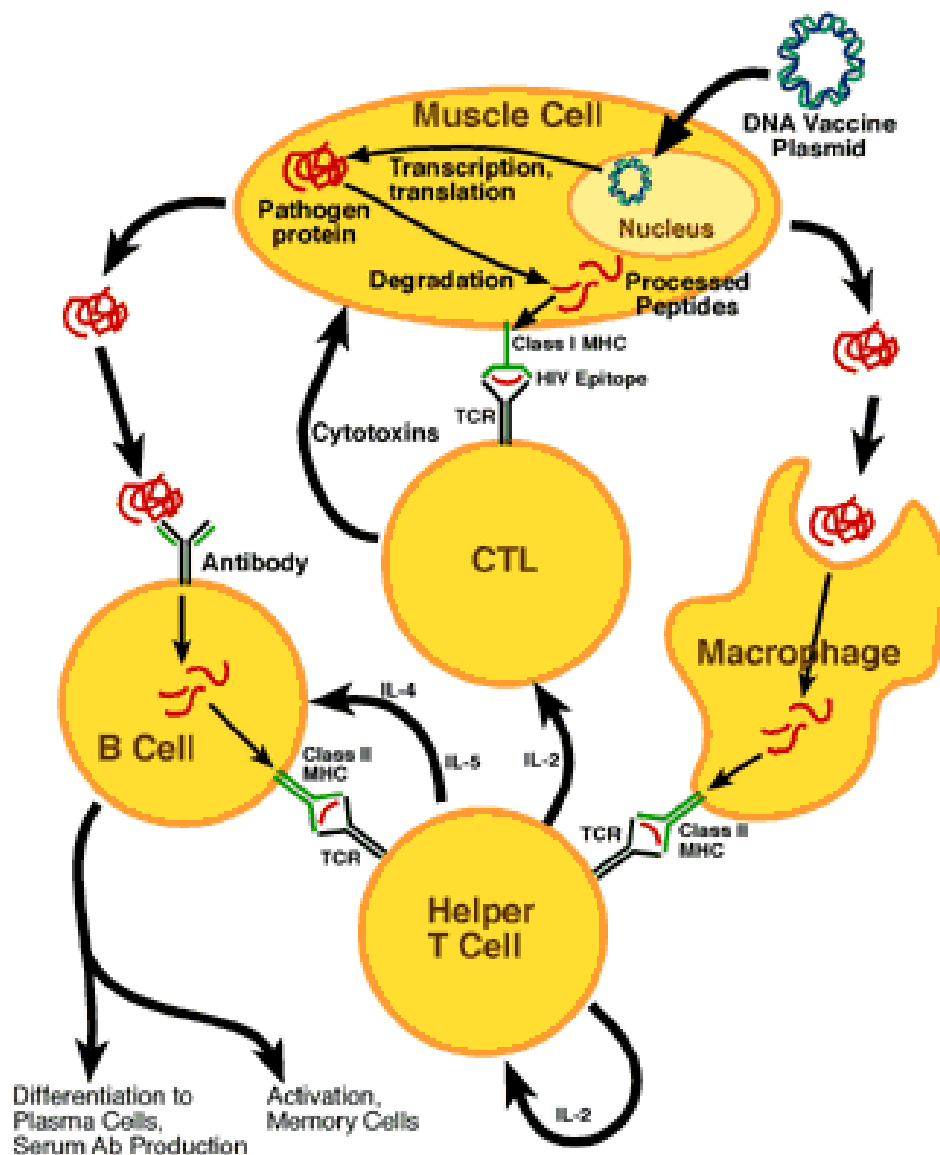 DNA Vaccine
Plasmid
Muscle Cell
Transcription,
translation
Pathogen
protein
Nucleus
Degradation
Processed
Peptides
Class I MHC
HIV Epitope
TCR
Cytotoxins
Antibody
CTL
Macrophage
B Cell
IL-4
IL-5
IL-2
Class II
MHC
TCR
TCR
Class II
MHC
Helper
T Cell
IL-2
Differentiation to
Plasma Cells,
Serum Ab Production
Activation,
Memory Cells